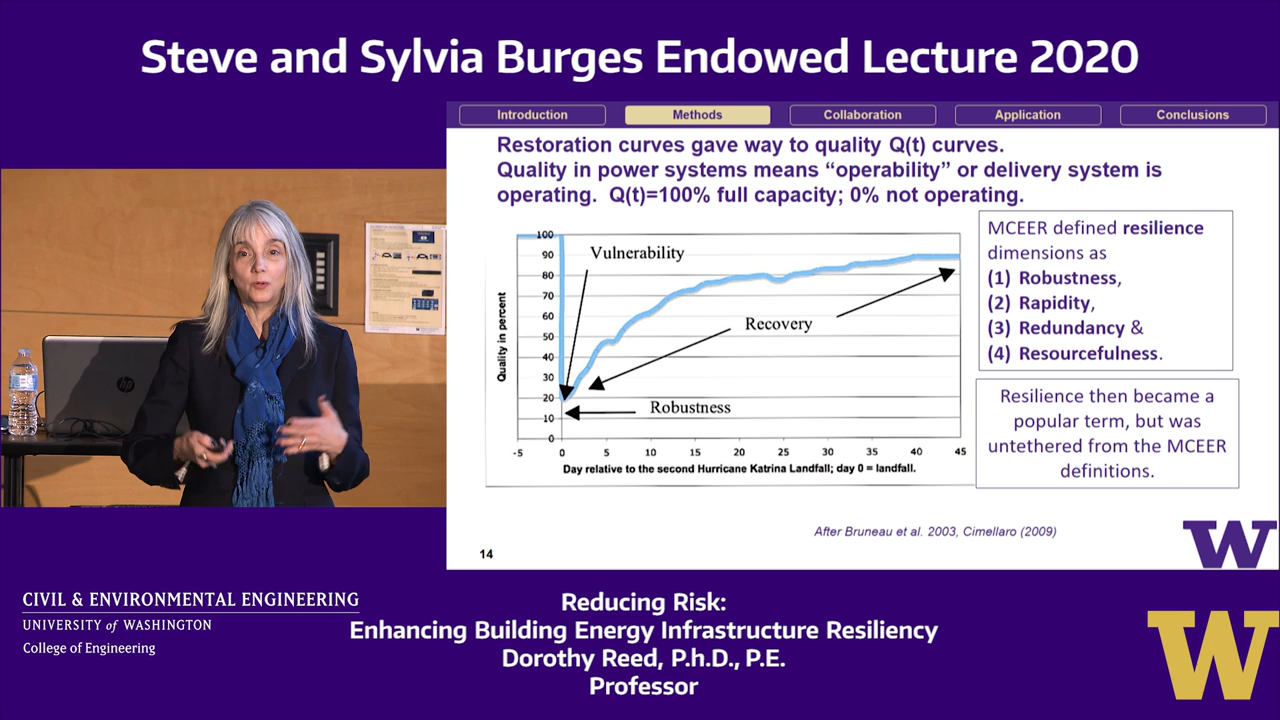 Steve and Sylvia Burges Endowed Lecture 2020
Introduction
Methods
Collaboration
Application
Conclusions
Restoration curves gave way to quality Q(t) curves.
Quality in power systems means “operability” or delivery system is
operating. Q(t)=100% full capacity; 0% not operating.
100
90
80
70
60
50
40
30
20
10
0
Quality in percent
Vulnerability
Recovery
Robustness
-5 0 5 10 15 20 25 30 35 40 45
Day relative to the second Hurricane Katrina Landfall; day 0 = landfall.
MCEER defined resilience
dimensions as
(1) Robustness,
(2) Rapidity,
(3) Redundancy &
(4) Resourcefulness.
Resilience then became a
popular term, but was
untethered from the MCEER
definitions.
After Bruneau et al. 2003, Cimellaro (2009)
14
W
hp
CIVIL & ENVIRONMENTAL ENGINEERING
UNIVERSITY of WASHINGTON
College of Engineering
Reducing Risk:
Enhancing Building Energy Infrastructure Resiliency
Dorothy Reed, P.h.D., P.E.
Professor
W